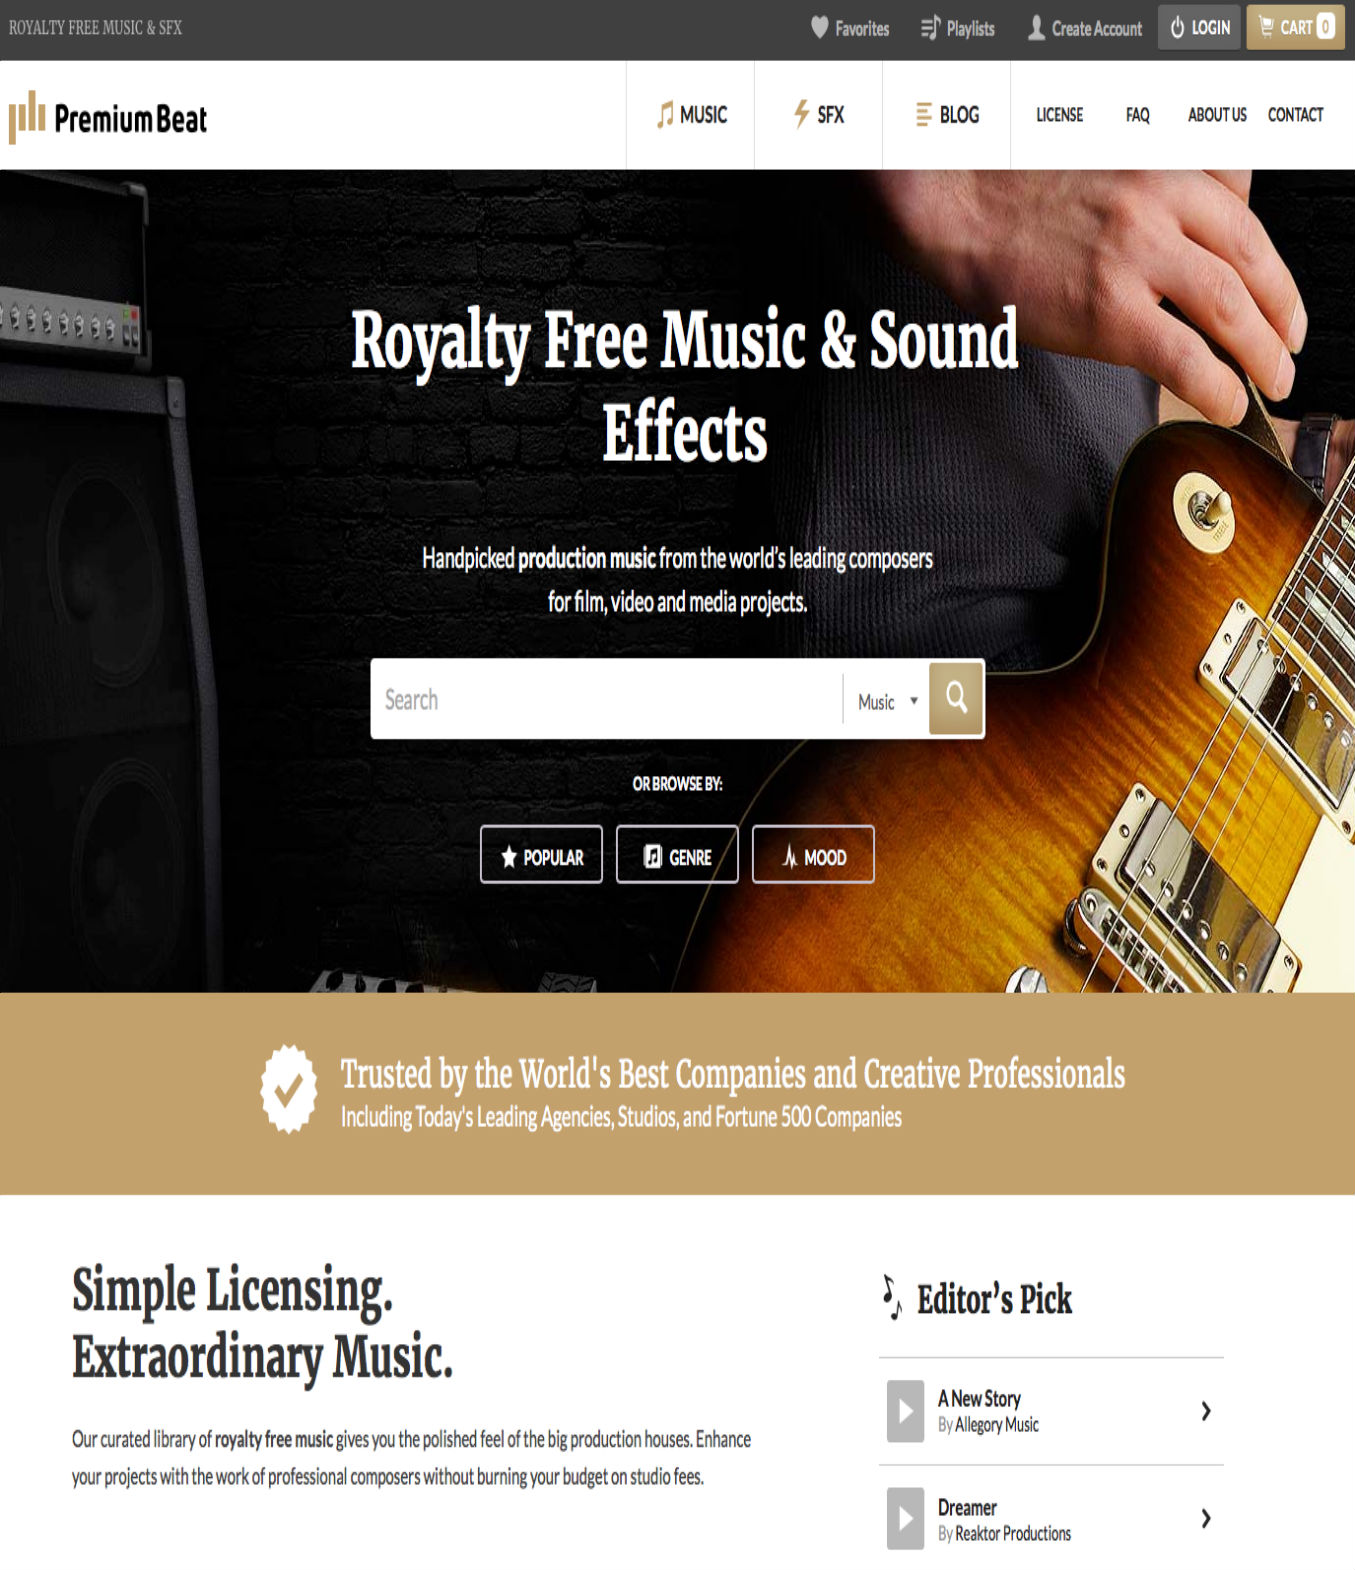 ROYALTY FREE MUSIC & SFX
Favorites
Playlists
Create Account
LOGIN
CART 0
PremiumBeat
MUSIC
SFX
BLOG
LICENSE
FAQ
ABOUT US
CONTACT
Royalty Free Music & Sound
Effects
Handpicked production music from the world's leading composers
for film, video and media projects.
Search
Music
OR BROWSE BY:
POPULAR
GENRE
MOOD
Trusted by the World's Best Companies and Creative Professionals
Including Today's Leading Agencies, Studios, and Fortune 500 Companies
Simple Licensing.
Extraordinary Music.
Our curated library of royalty free music gives you the polished feel of the big production houses. Enhance
your projects with the work of professional composers without burning your budget on studio fees.
Editor's Pick
A New Story
By Allegory Music
Dreamer
By Reaktor Productions